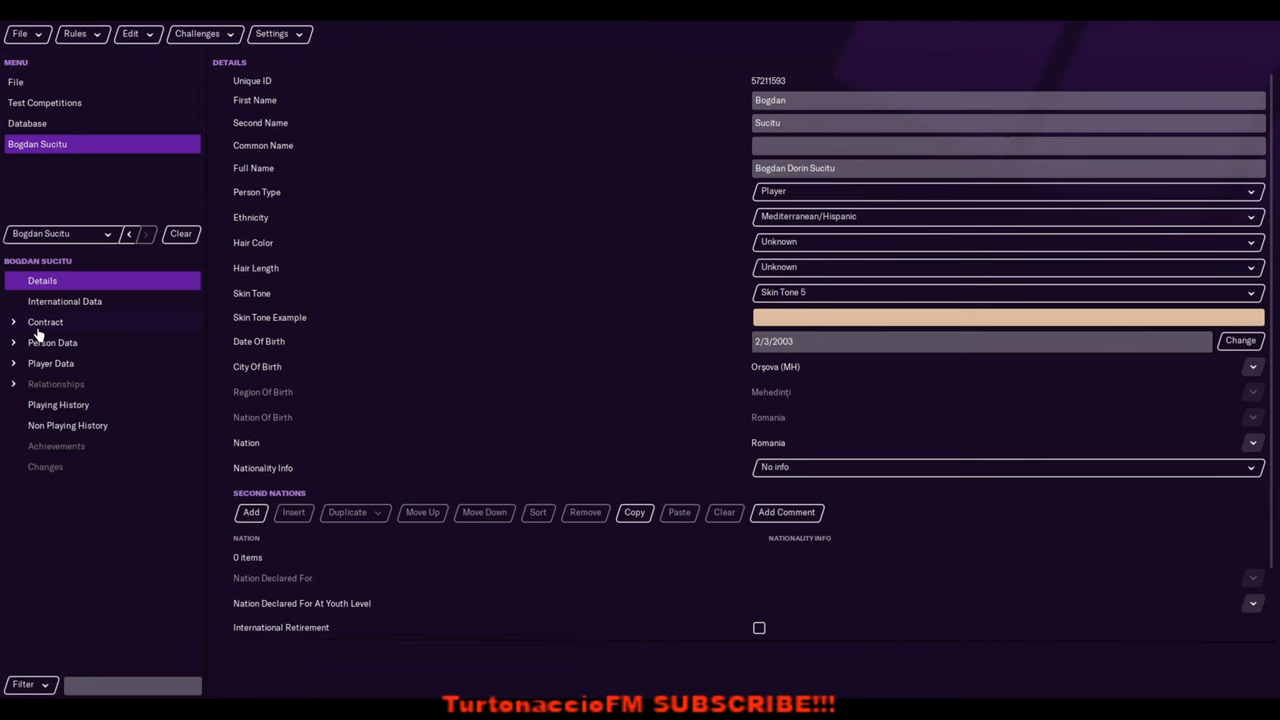 File
Rules
Edit
Challenges
Settings
MENU
File
Test Competitions
Database
Bogdan Sucitu
Bogdan Sucitu
Clear
BOGDAN SUCITU
Details
International Data
Contract
Person Data
Player Data
Relationships
Playing History
Non Playing History
Achievements
Changes
Filter
DETAILS
Unique ID 57211593
First Name Bogdan
Second Name Sucitu
Common Name
Full Name Bogdan Dorin Sucitu
Person Type Player
Ethnicity Mediterranean/Hispanic
Hair Color Unknown
Hair Length Unknown
Skin Tone Skin Tone 5
Skin Tone Example
Date Of Birth 2/3/2003 Change
City Of Birth Orşova (MH)
Region Of Birth Mehedinţi
Nation Of Birth Romania
Nation Romania
Nationality Info No info
SECOND NATIONS
Add Insert Duplicate Move Up Move Down Sort Remove Copy Paste Clear Add Comment
NATION NATIONALITY INFO
0 items
Nation Declared For
Nation Declared For At Youth Level
International Retirement
TurtonaccioFM SUBSCRIBE!!!